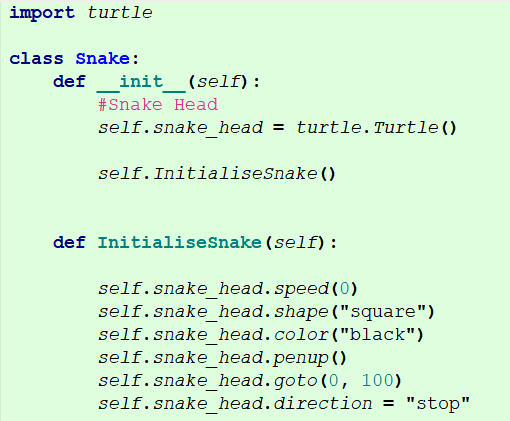 import turtle
class Snake:
    def __init__(self):
        #Snake Head
        self.snake_head = turtle.Turtle()
        self.InitialiseSnake()
    def InitialiseSnake(self):
        self.snake_head.speed(0)
        self.snake_head.shape("square")
        self.snake_head.color("black")
        self.snake_head.penup()
        self.snake_head.goto(0, 100)
        self.snake_head.direction = "stop"